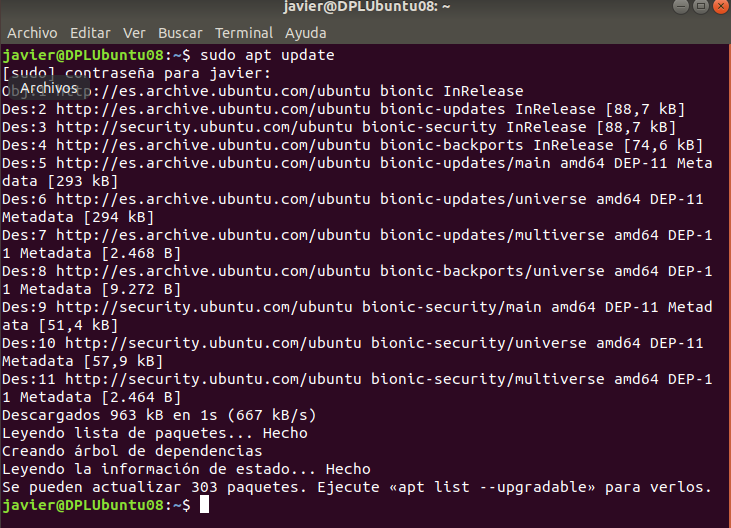 javier@DPLUbuntu08: ~
Archivo Editar Ver Buscar Terminal Ayuda
javier@DPLUbuntu08:~$ sudo apt update
[sudo] contraseña para javier:
Archivos
http://es.archive.ubuntu.com/ubuntu bionic InRelease
Des:2 http://es.archive.ubuntu.com/ubuntu bionic-updates InRelease [88,7 kB]
Des:3 http://security.ubuntu.com/ubuntu bionic-security InRelease [88,7 kB]
Des:4 http://es.archive.ubuntu.com/ubuntu bionic-backports InRelease [74,6 kB]
Des:5 http://es.archive.ubuntu.com/ubuntu bionic-updates/main amd64 DEP-11 Meta
data [293 kB]
Des:6 http://es.archive.ubuntu.com/ubuntu bionic-updates/universe amd64 DEP-11
Metadata [294 kB]
Des:7 http://es.archive.ubuntu.com/ubuntu bionic-updates/multiverse amd64 DEP-1
1 Metadata [2.468 B]
Des:8 http://es.archive.ubuntu.com/ubuntu bionic-backports/universe amd64 DEP-1
1 Metadata [9.272 B]
Des:9 http://security.ubuntu.com/ubuntu bionic-security/main amd64 DEP-11 Metad
ata [51,4 kB]
Des:10 http://security.ubuntu.com/ubuntu bionic-security/universe amd64 DEP-11
Metadata [57,9 kB]
Des:11 http://security.ubuntu.com/ubuntu bionic-security/multiverse amd64 DEP-1
1 Metadata [2.464 B]
Descargados 963 kB en 1s (667 kB/s)
Leyendo lista de paquetes... Hecho
Creando árbol de dependencias
Leyendo la información de estado... Hecho
Se pueden actualizar 303 paquetes. Ejecute «apt list --upgradable» para verlos.
javier@DPLUbuntu08:~$